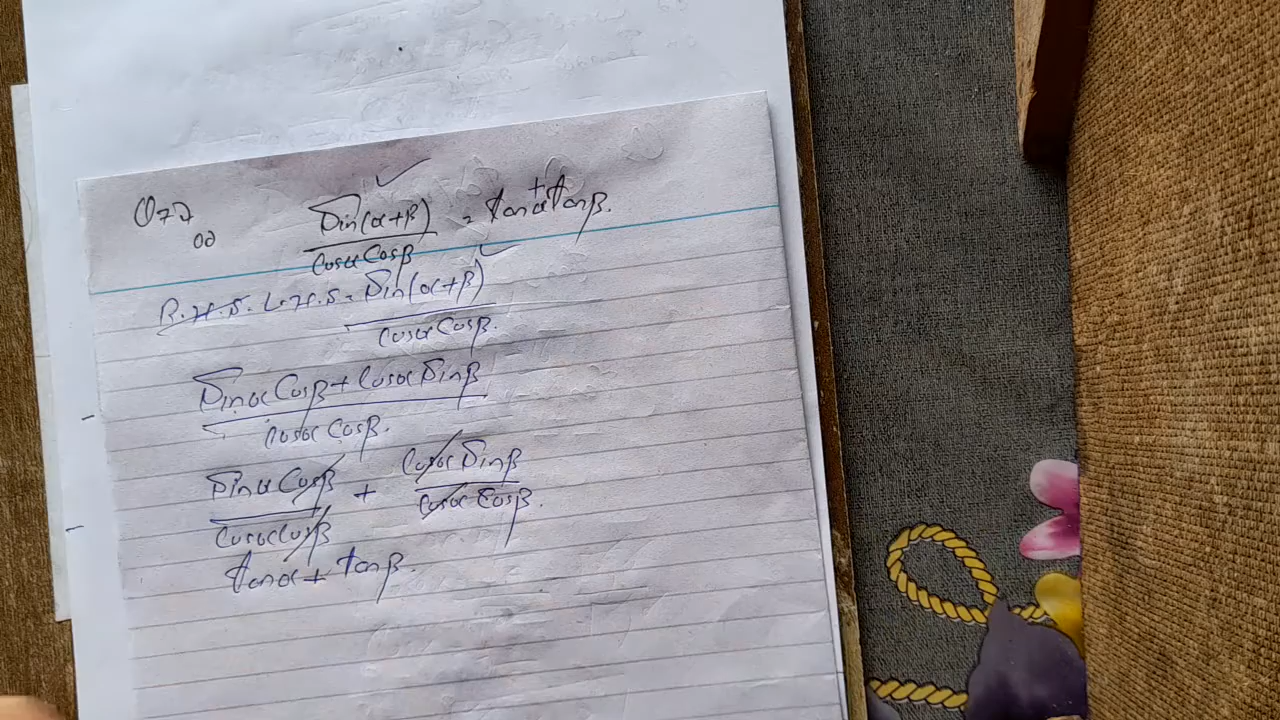 Q77
sin(α+β) / cosα cosβ = tanα + tanβ.
R.H.S. L.H.S = sin(α+β) / cosα cosβ.
sinα cosβ + cosα sinβ / cosα cosβ.
sinα cosβ / cosα cosβ + cosα sinβ / cosα cosβ.
tanα + tanβ.